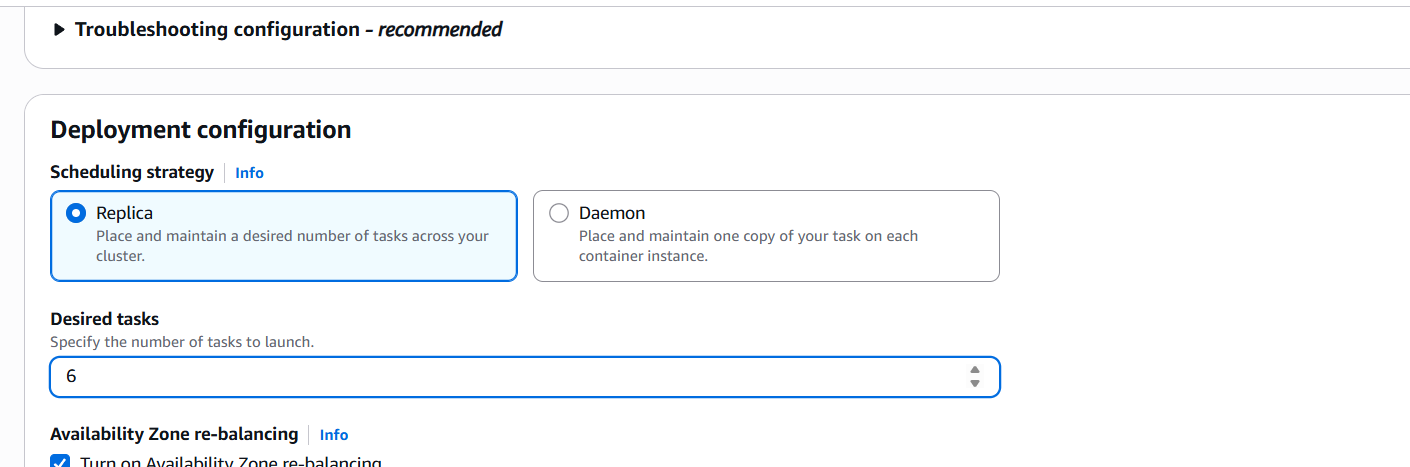 Troubleshooting configuration - recommended
Deployment configuration
Scheduling strategy Info
Replica
Place and maintain a desired number of tasks across your
cluster.
Daemon
Place and maintain one copy of your task on each
container instance.
Desired tasks
Specify the number of tasks to launch.
6
Availability Zone re-balancing Info
Turn on Availability Zone re-balancing